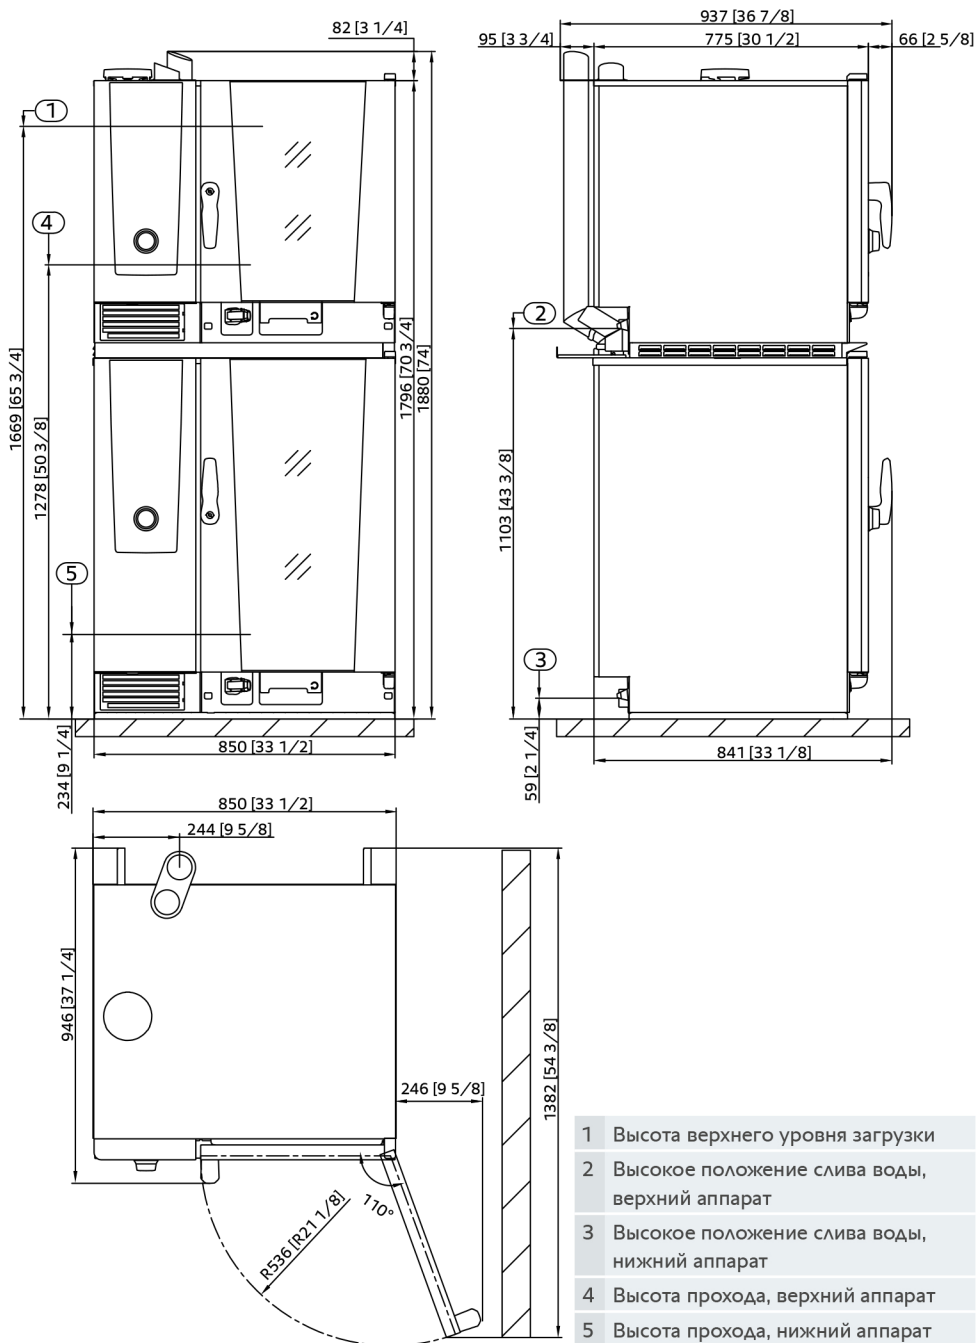 82 [3 1/4]
937 [36 7/8]
95 [3 3/4]
775 [30 1/2]
66 [2 5/8]
1
4
2
1669 [65 3/4]
1278 [50 3/8]
1796 [70 3/4]
1880 [74]
1103 [43 3/8]
5
3
234 [9 1/4]
850 [33 1/2]
59 [2 1/4]
841 [33 1/8]
850 [33 1/2]
244 [9 5/8]
946 [37 1/4]
246 [9 5/8]
1382 [54 3/8]
110°
R536 [R21 1/8]
1 Высота верхнего уровня загрузки
2 Высокое положение слива воды,
верхний аппарат
3 Высокое положение слива воды,
нижний аппарат
4 Высота прохода, верхний аппарат
5 Высота прохода, нижний аппарат